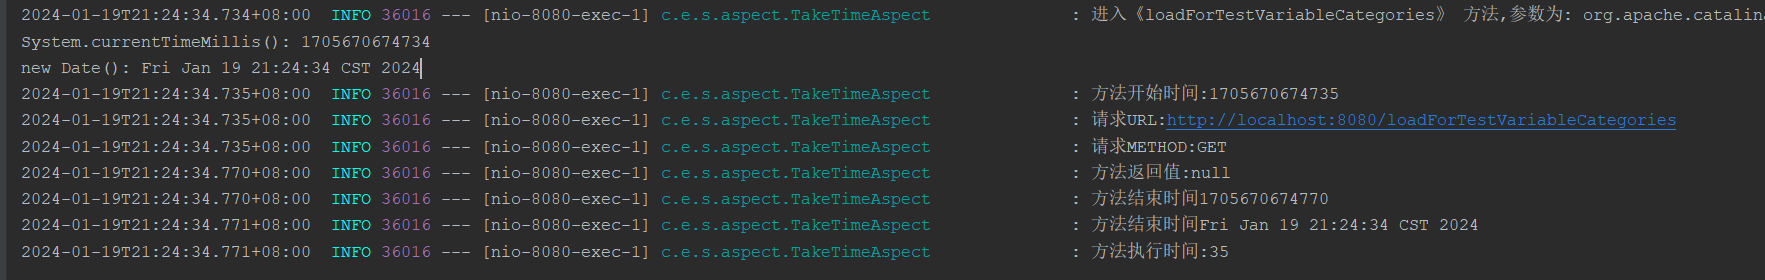 2024-01-19T21:24:34.734+08:00  INFO 36016 --- [nio-8080-exec-1] c.e.s.aspect.TakeTimeAspect              : 进入《loadForTestVariableCategories》 方法,参数为: org.apache.catalina
System.currentTimeMillis(): 1705670674734
new Date(): Fri Jan 19 21:24:34 CST 2024
2024-01-19T21:24:34.735+08:00  INFO 36016 --- [nio-8080-exec-1] c.e.s.aspect.TakeTimeAspect              : 方法开始时间:1705670674735
2024-01-19T21:24:34.735+08:00  INFO 36016 --- [nio-8080-exec-1] c.e.s.aspect.TakeTimeAspect              : 请求URL:http://localhost:8080/loadForTestVariableCategories
2024-01-19T21:24:34.735+08:00  INFO 36016 --- [nio-8080-exec-1] c.e.s.aspect.TakeTimeAspect              : 请求METHOD:GET
2024-01-19T21:24:34.770+08:00  INFO 36016 --- [nio-8080-exec-1] c.e.s.aspect.TakeTimeAspect              : 方法返回值:null
2024-01-19T21:24:34.770+08:00  INFO 36016 --- [nio-8080-exec-1] c.e.s.aspect.TakeTimeAspect              : 方法结束时间1705670674770
2024-01-19T21:24:34.771+08:00  INFO 36016 --- [nio-8080-exec-1] c.e.s.aspect.TakeTimeAspect              : 方法结束时间Fri Jan 19 21:24:34 CST 2024
2024-01-19T21:24:34.771+08:00  INFO 36016 --- [nio-8080-exec-1] c.e.s.aspect.TakeTimeAspect              : 方法执行时间:35